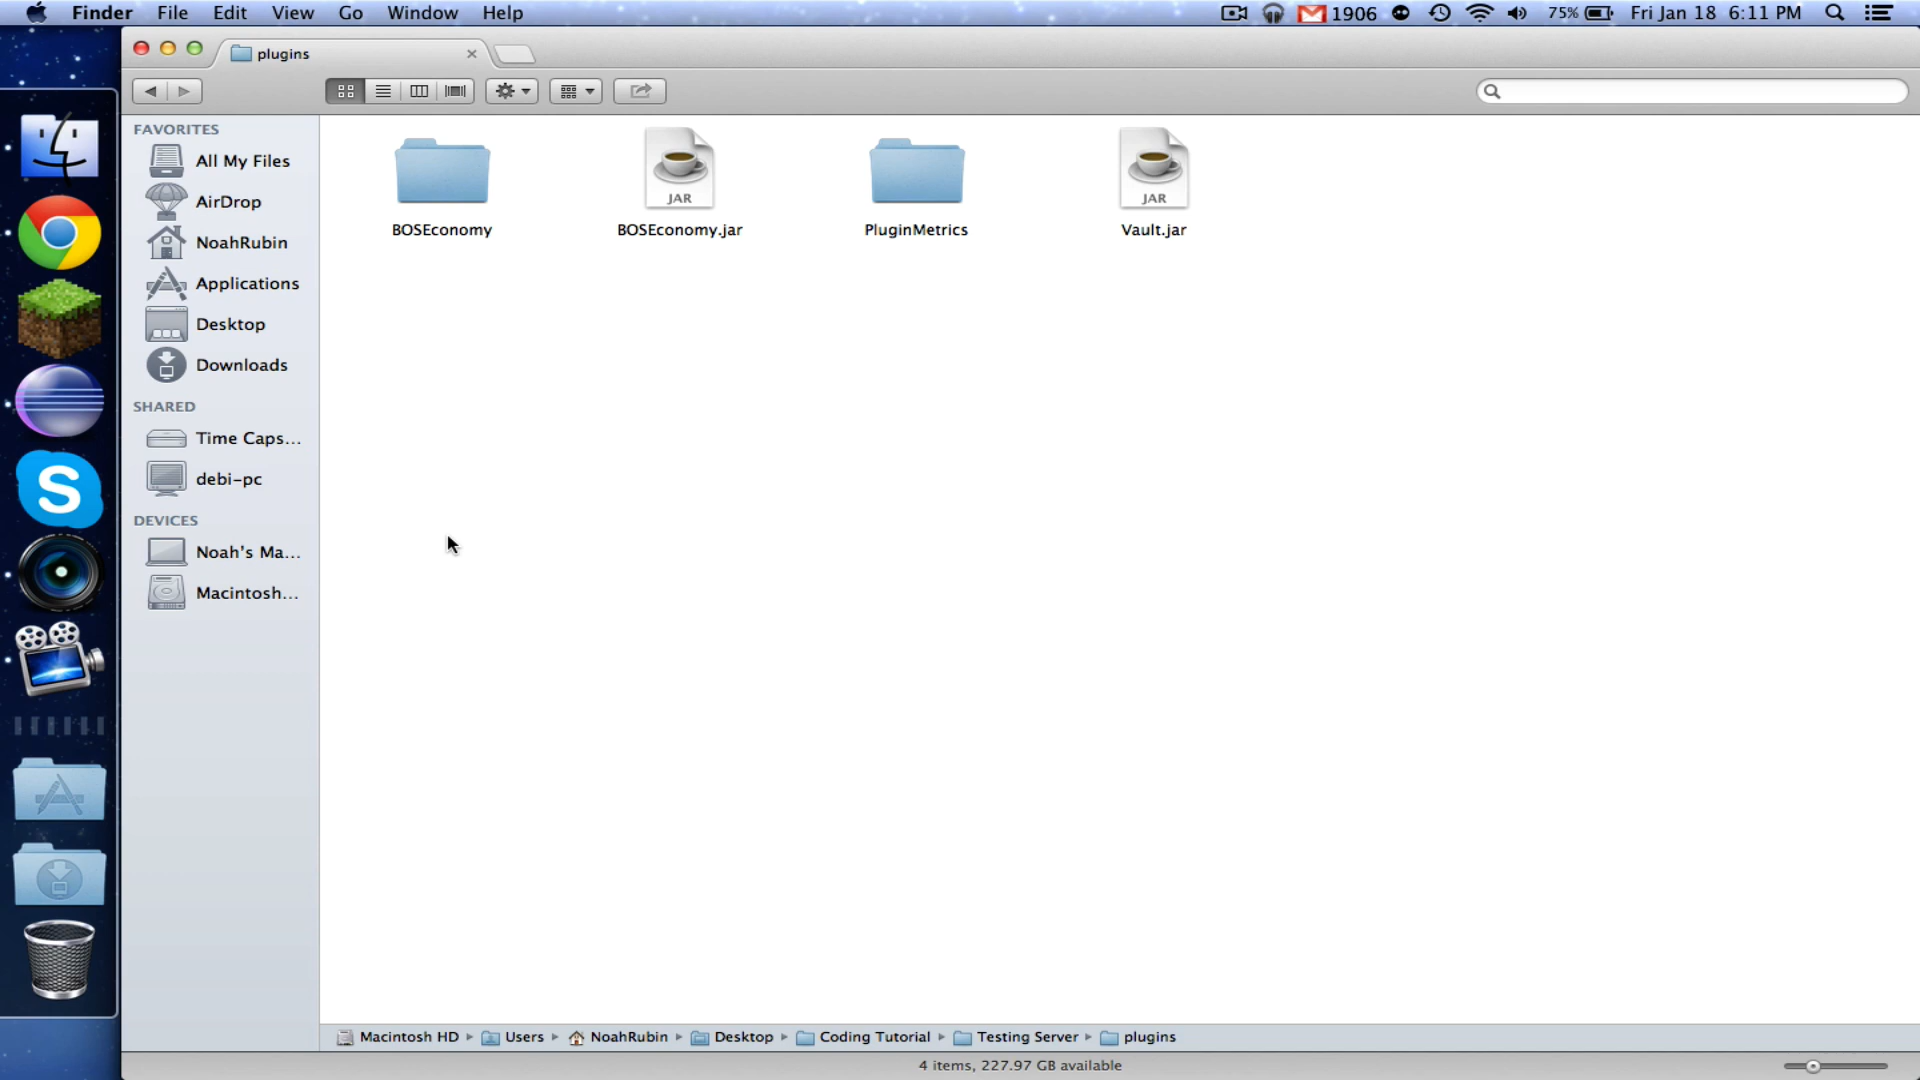 Finder File Edit View Go Window Help
1906 75% Fri Jan 18 6:11 PM
plugins
FAVORITES
All My Files
AirDrop
NoahRubin
Applications
Desktop
Downloads
SHARED
Time Caps...
debi-pc
DEVICES
Noah's Ma...
Macintosh...
JAR JAR
BOSEconomy BOSEconomy.jar PluginMetrics Vault.jar
S
Macintosh HD Users NoahRubin Desktop Coding Tutorial Testing Server plugins
4 items, 227.97 GB available